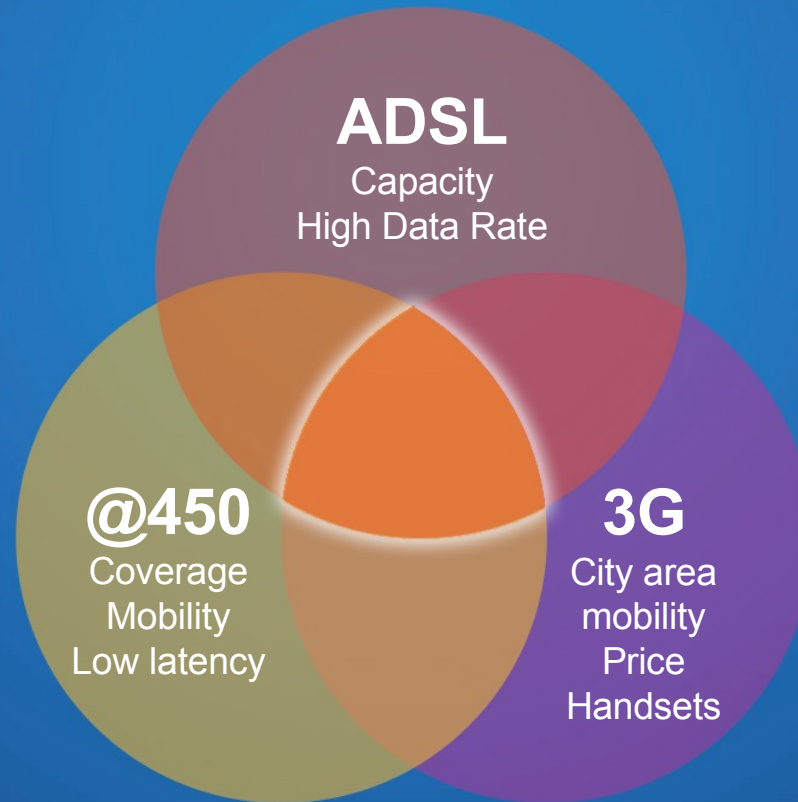 ADSL
Capacity
High Data Rate
@450
Coverage
Mobility
Low latency
3G
City area
mobility
Price
Handsets